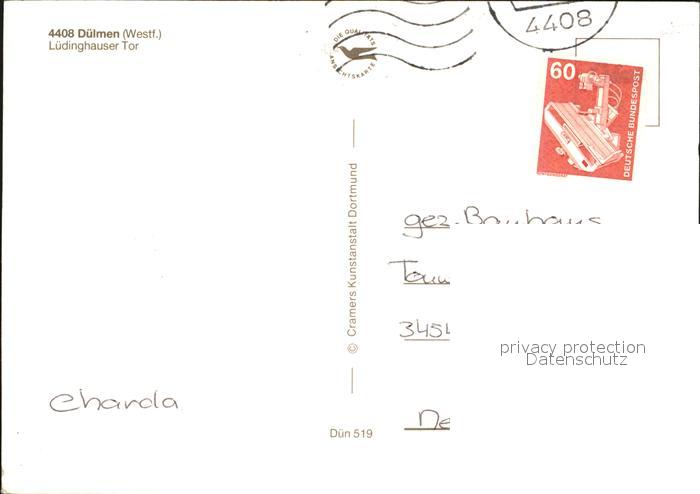 4408 Dülmen (Westf.)
Lüdinghauser Tor
DIE QUALITÄTS
ANSICHTSKARTE
4408
60
DEUTSCHE BUNDESPOST
© Cramers Kunstanstalt Dortmund
gez.
345
privacy protection
Datenschutz
Charda
Dün 519